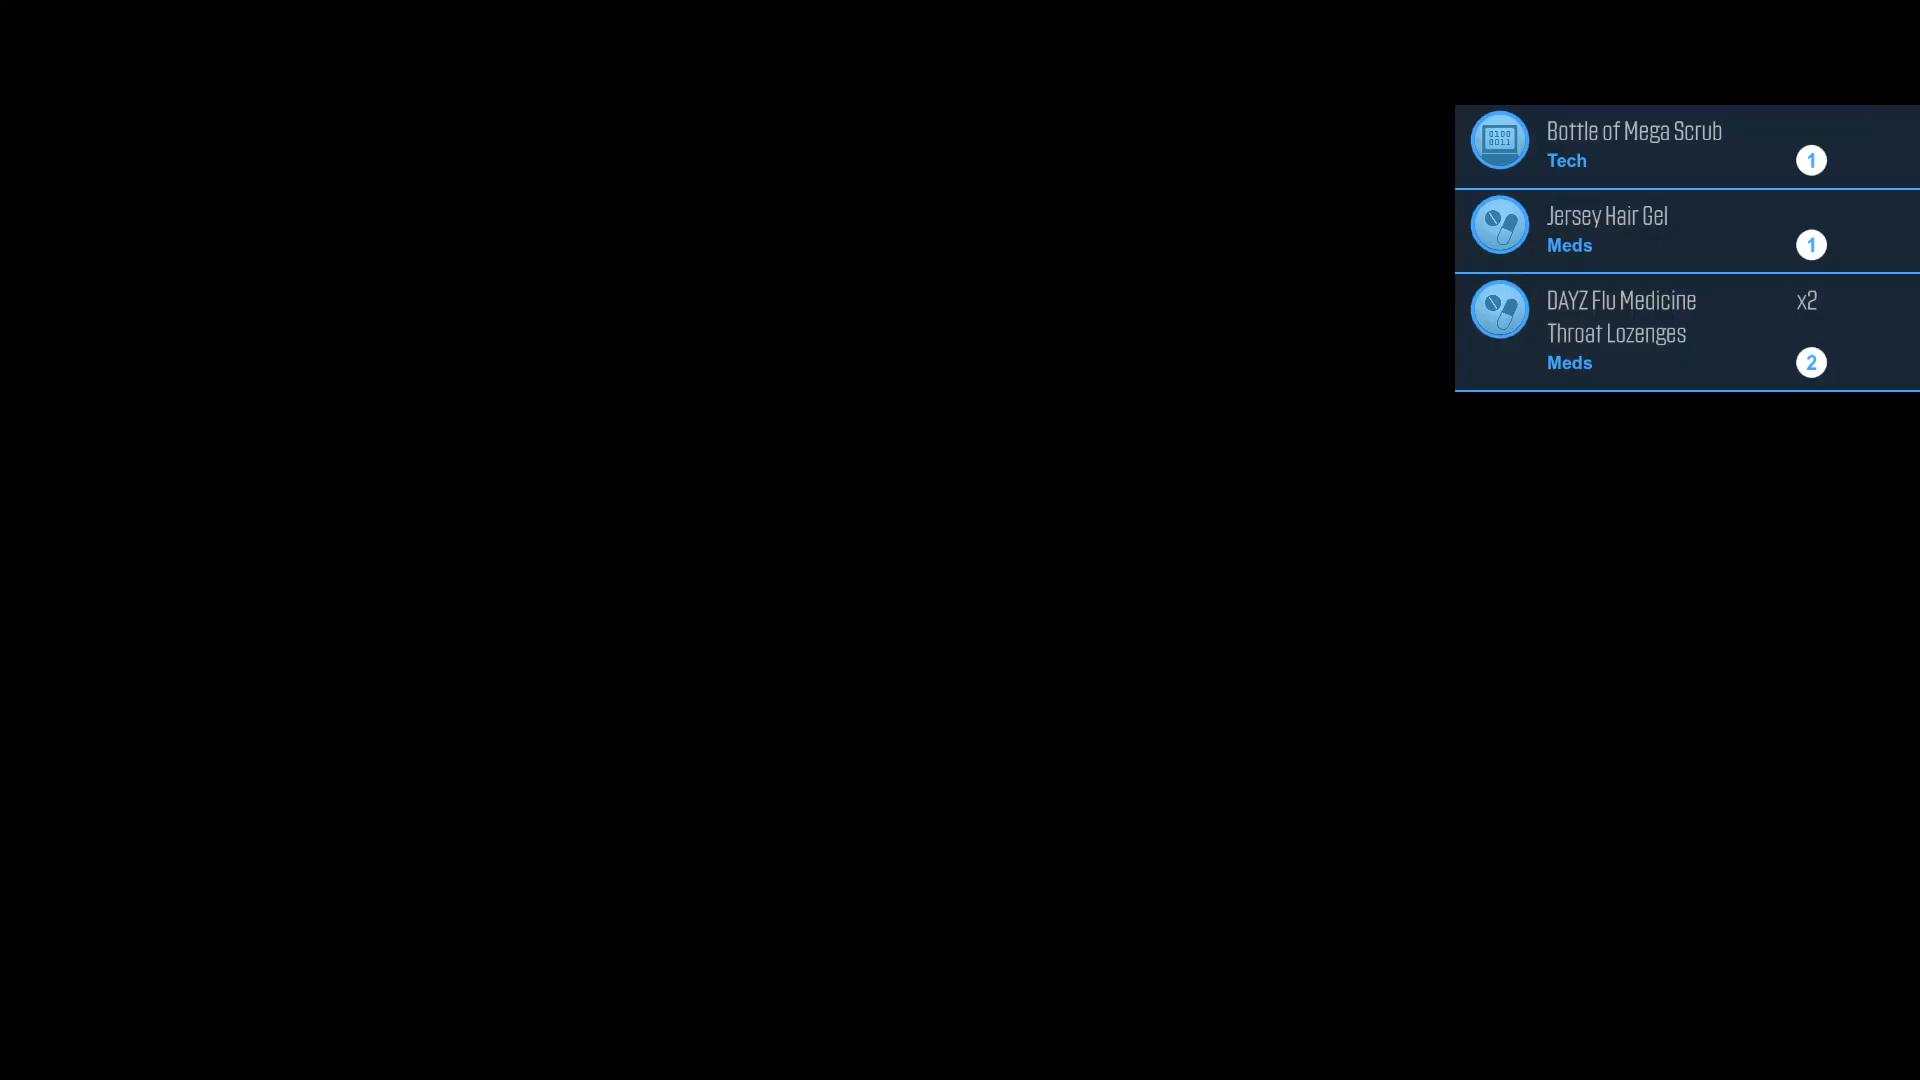 0100
0011
Bottle of Mega Scrub
Tech 1
Jersey Hair Gel
Meds 1
DAYZ Flu Medicine x2
Throat Lozenges
Meds 2